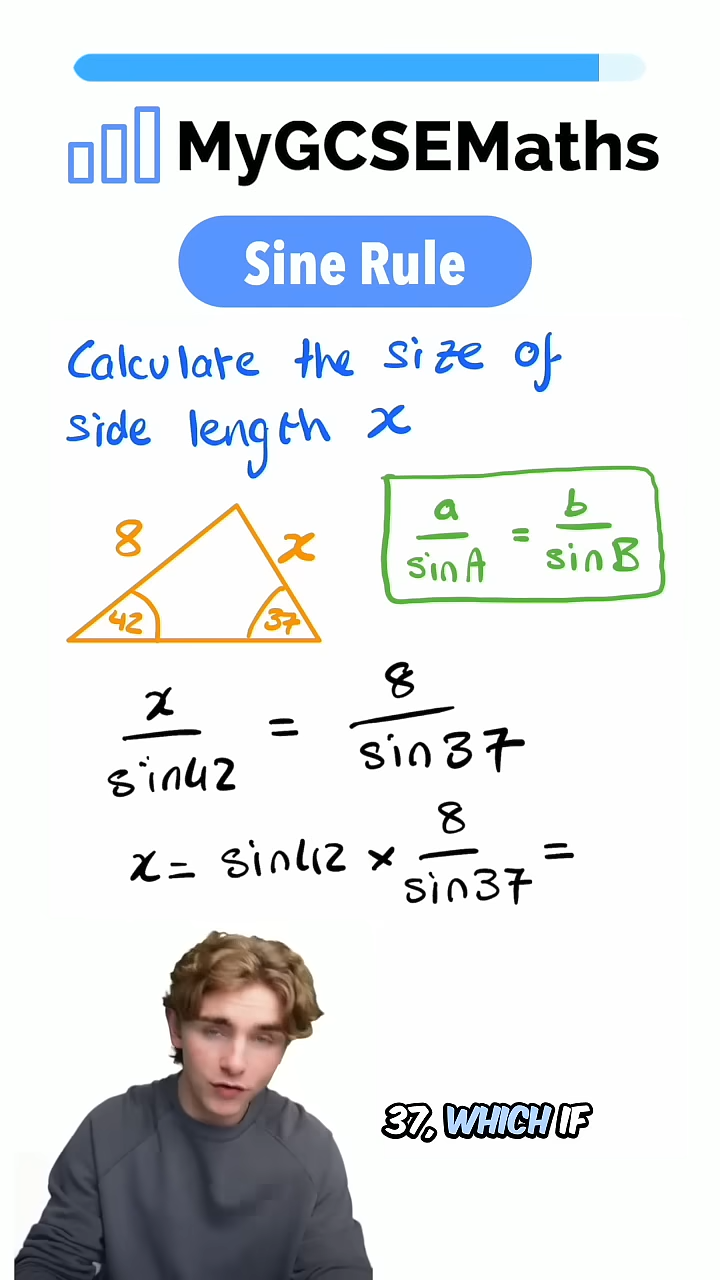 MyGCSEMaths
Sine Rule
Calculate the size of
side length x
8
x
42
37
a/sinA = b/sinB
x/sin42 = 8/sin37
x = sin42 × 8/sin37 =
37, WHICH IF